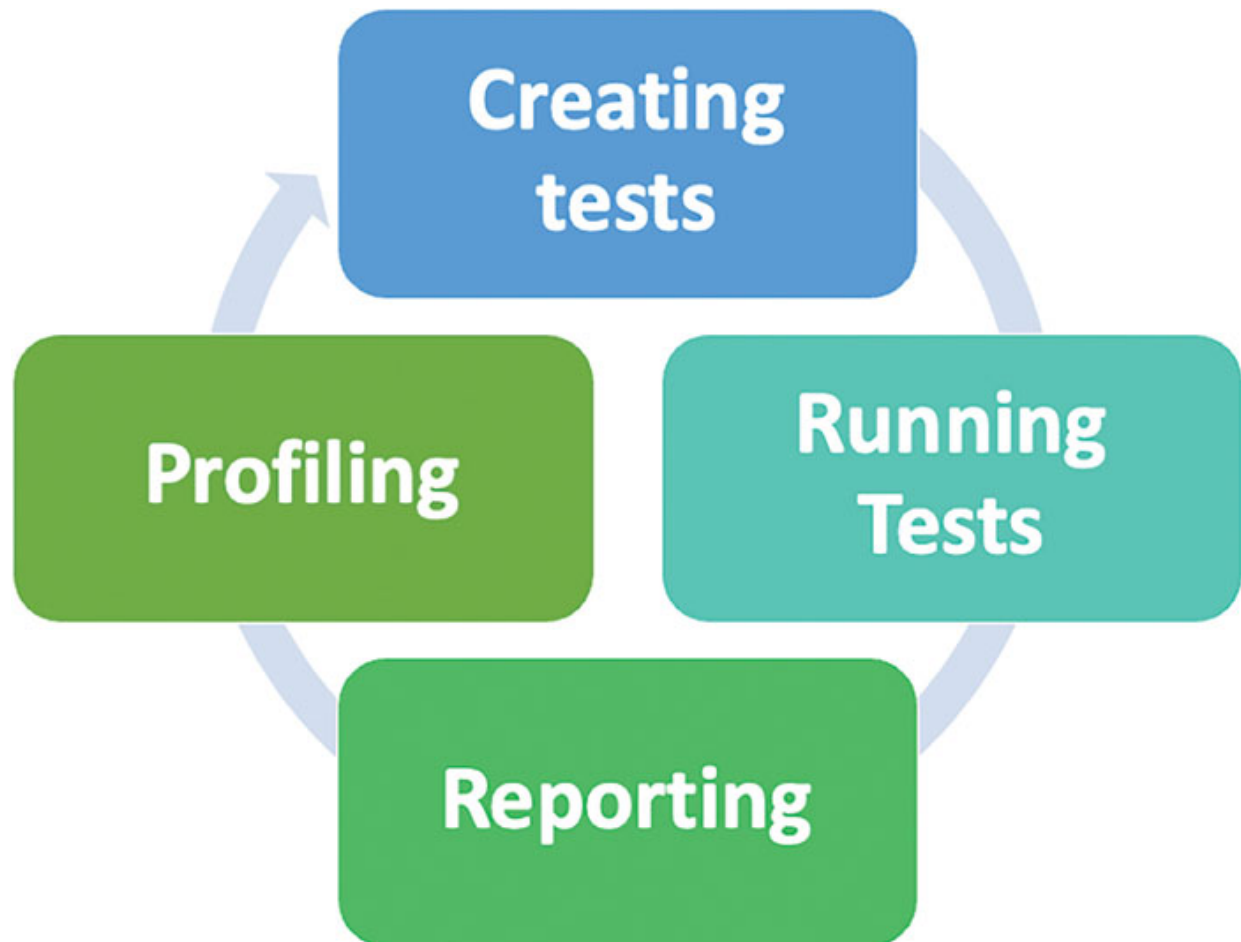 Creating
tests
Running
Tests
Reporting
Profiling